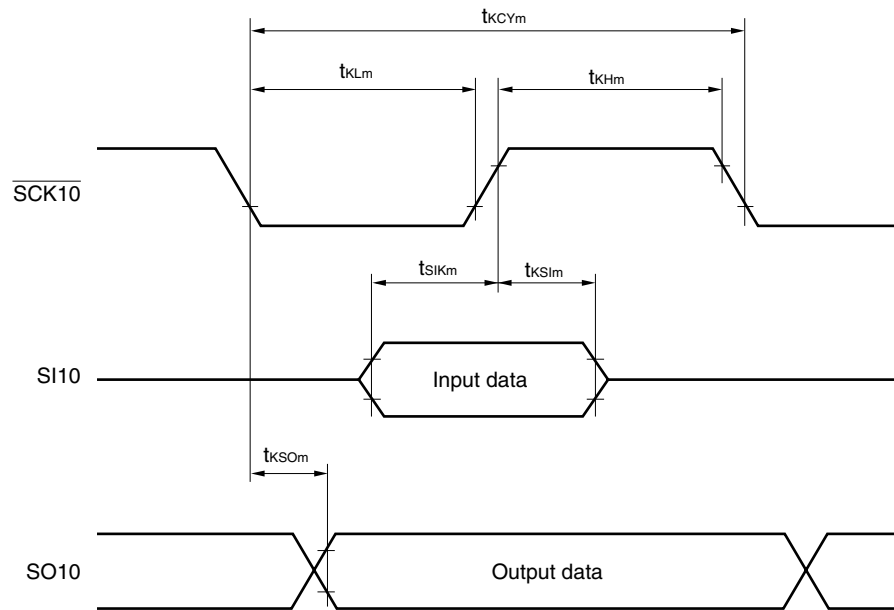 tKCYm
tKLm
tKHm
SCK10
tSIKm
tKSIm
SI10
Input data
tKSOm
SO10
Output data